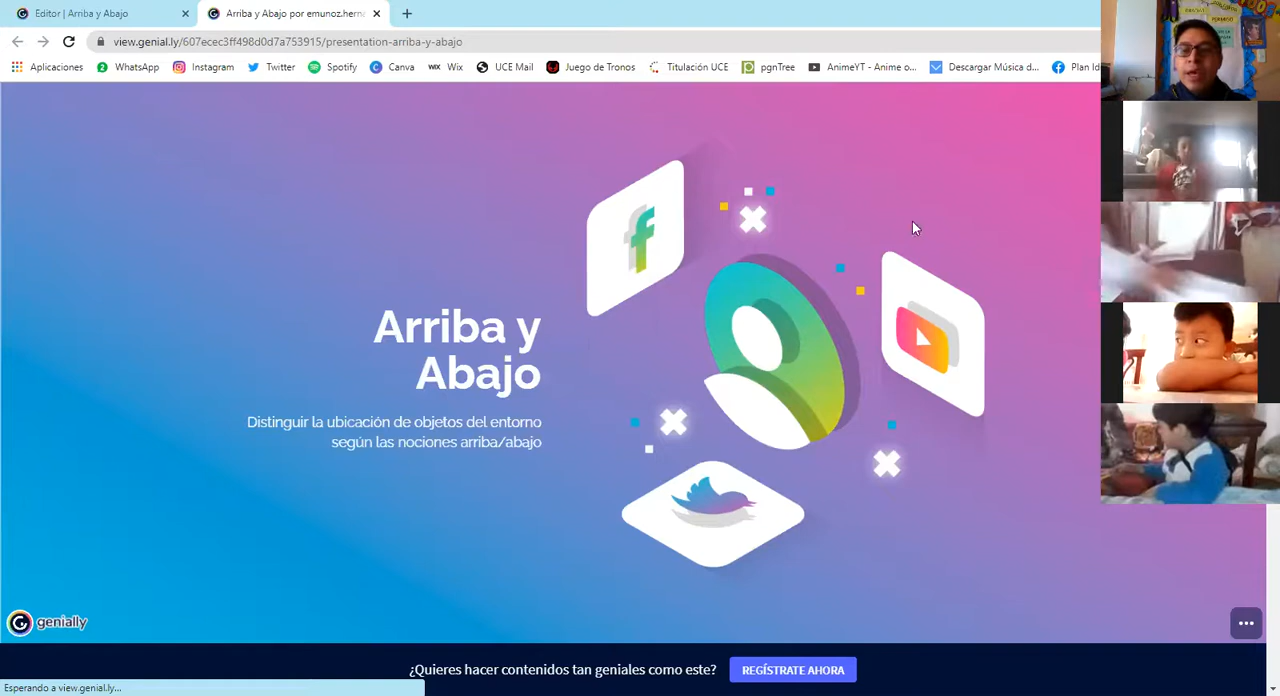 Editor | Arriba y Abajo
Arriba y Abajo por emunoz.herna
view.genial.ly/607ecec3ff498d0d7a753915/presentation-arriba-y-abajo
Aplicaciones WhatsApp Instagram Twitter Spotify Canva WIX Wix UCE Mail Juego de Tronos Titulación UCE pgnTree AnimeYT - Anime o... Descargar Música d... Plan Id
Arriba y
Abajo
Distinguir la ubicación de objetos del entorno
según las nociones arriba/abajo
genially
¿Quieres hacer contenidos tan geniales como este? REGÍSTRATE AHORA
Esperando a view.genial.ly...